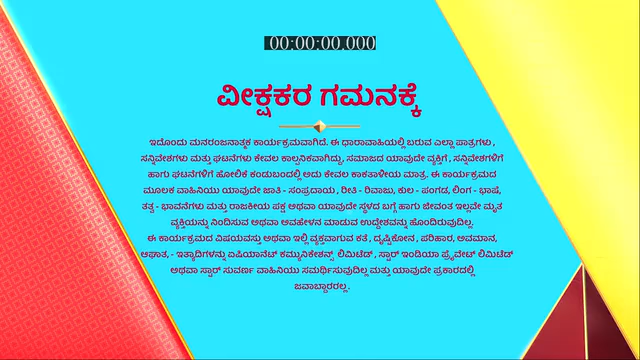 00:00:00.000
ವೀಕ್ಷಕರ ಗಮನಕ್ಕೆ
ಇದೊಂದು ಮನರಂಜನಾತ್ಮಕ ಕಾರ್ಯಕ್ರಮವಾಗಿದೆ. ಈ ಧಾರಾವಾಹಿಯಲ್ಲಿ ಬರುವ ಎಲ್ಲಾ ಪಾತ್ರಗಳು ,
ಸನ್ನಿವೇಶಗಳು ಮತ್ತು ಘಟನೆಗಳು ಕೇವಲ ಕಾಲ್ಪನಿಕವಾಗಿದ್ದು, ಸಮಾಜದ ಯಾವುದೇ ವ್ಯಕ್ತಿಗೆ , ಸನ್ನಿವೇಶಗಳಿಗೆ
ಹಾಗು ಘಟನೆಗಳಿಗೆ ಹೋಲಿಕೆ ಕಂಡುಬಂದಲ್ಲಿ ಅದು ಕೇವಲ ಕಾಕತಾಳೀಯ ಮಾತ್ರ. ಈ ಕಾರ್ಯಕ್ರಮದ
ಮೂಲಕ ವಾಹಿನಿಯು ಯಾವುದೇ ಜಾತಿ - ಸಂಪ್ರದಾಯ , ರೀತಿ - ರಿವಾಜು, ಕುಲ - ಪಂಗಡ, ಲಿಂಗ - ಭಾಷೆ,
ತತ್ವ - ಭಾವನೆಗಳು ಮತ್ತು ರಾಜಕೀಯ ಪಕ್ಷ ಅಥವಾ ಯಾವುದೇ ಸ್ಥಳದ ಬಗ್ಗೆ ಹಾಗು ಜೀವಂತ ಇಲ್ಲವೇ ಮೃತ
ವ್ಯಕ್ತಿಯನ್ನು ನಿಂದಿಸುವ ಅಥವಾ ಅವಹೇಳನ ಮಾಡುವ ಉದ್ದೇಶವನ್ನು ಹೊಂದಿರುವುದಿಲ್ಲ.
ಈ ಕಾರ್ಯಕ್ರಮದ ವಿಷಯವಸ್ತು ಅಥವಾ ಇಲ್ಲಿ ವ್ಯಕ್ತವಾಗುವ ಕತೆ , ದೃಷ್ಟಿಕೋನ , ಪರಿಹಾರ, ಅವಮಾನ,
ಆಘಾತ, - ಇತ್ಯಾದಿಗಳನ್ನು ಏಷಿಯಾನೆಟ್ ಕಮ್ಯುನಿಕೇಶನ್ಸ್ ಲಿಮಿಟೆಡ್ , ಸ್ಟಾರ್ ಇಂಡಿಯಾ ಪ್ರೈವೇಟ್ ಲಿಮಿಟೆಡ್
ಅಥವಾ ಸ್ಟಾರ್ ಸುವರ್ಣ ವಾಹಿನಿಯು ಸಮರ್ಥಿಸುವುದಿಲ್ಲ ಮತ್ತು ಯಾವುದೇ ಪ್ರಕಾರದಲ್ಲಿ
ಜವಾಬ್ದಾರರಲ್ಲ.